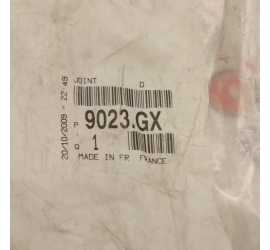 JOINT D
20/10/2009 - 22:49
P 9023.GX
Q 1
MADE IN FR FRANCE